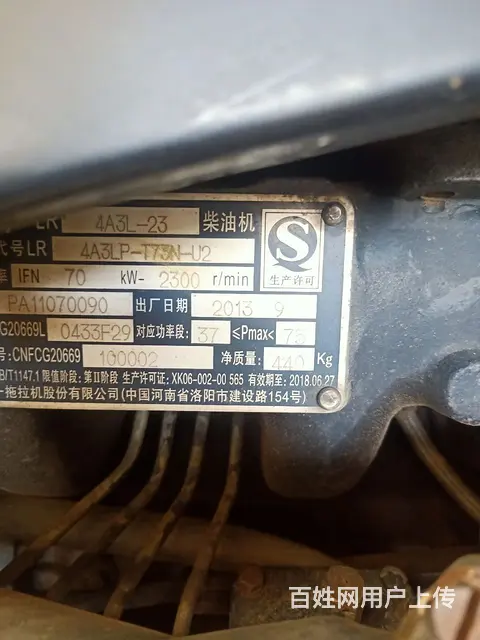 LR 4A3L-23 柴油机
代号LR 4A3LP-T73N-U2
率 IFN 70 kW- 2300 r/min
PA11070090 出厂日期 2013 9
G20669L 0433F29 对应功率段: 37 ≤Pmax< 75
CNFCG20669 100002 净质量: 440 Kg
B/T1147.1 限值阶段: 第Ⅱ阶段 生产许可证: XK06-002-00 565 有效期至: 2018.06.27
一拖拉机股份有限公司(中国河南省洛阳市建设路154号)
S
生产许可
百姓网用户上传